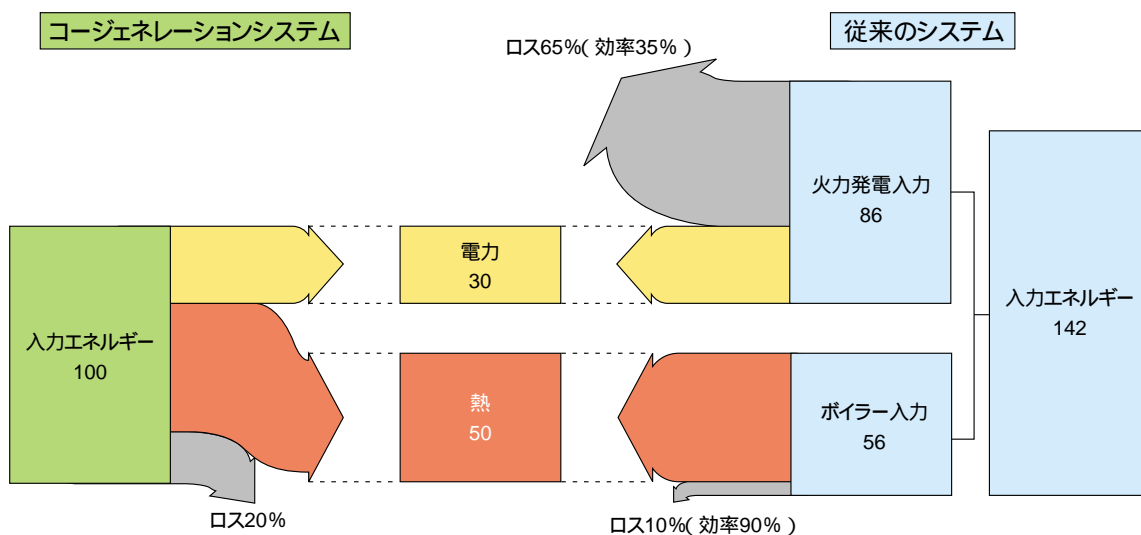 コージェネレーションシステム
従来のシステム
ロス65%(効率35%)
火力発電入力
86
電力
30
入力エネルギー
100
入力エネルギー
142
熱
50
ボイラー入力
56
ロス20%
ロス10%(効率90%)